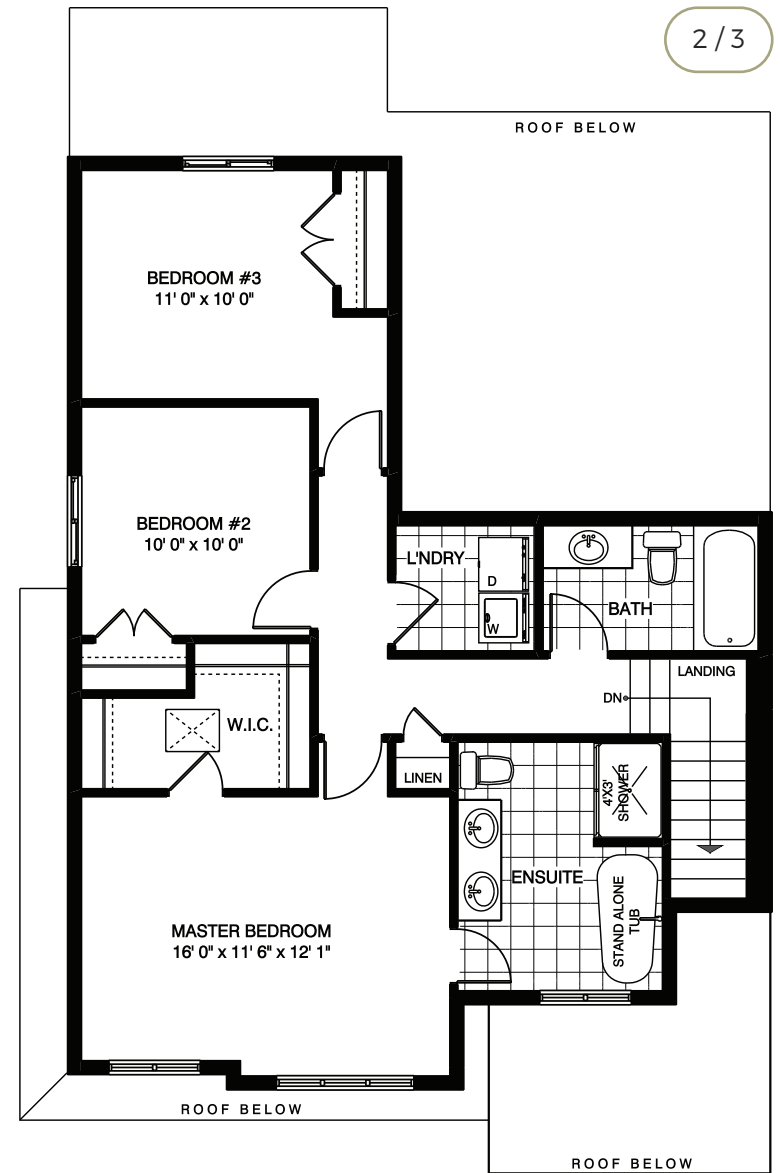 2 / 3
ROOF BELOW
BEDROOM #3
11' 0" x 10' 0"
BEDROOM #2
10' 0" x 10' 0"
L'NDRY
D
W
BATH
LANDING
DN
W.I.C.
LINEN
4'X3'
SHOWER
ENSUITE
STAND ALONE
TUB
MASTER BEDROOM
16' 0" x 11' 6" x 12' 1"
ROOF BELOW
ROOF BELOW